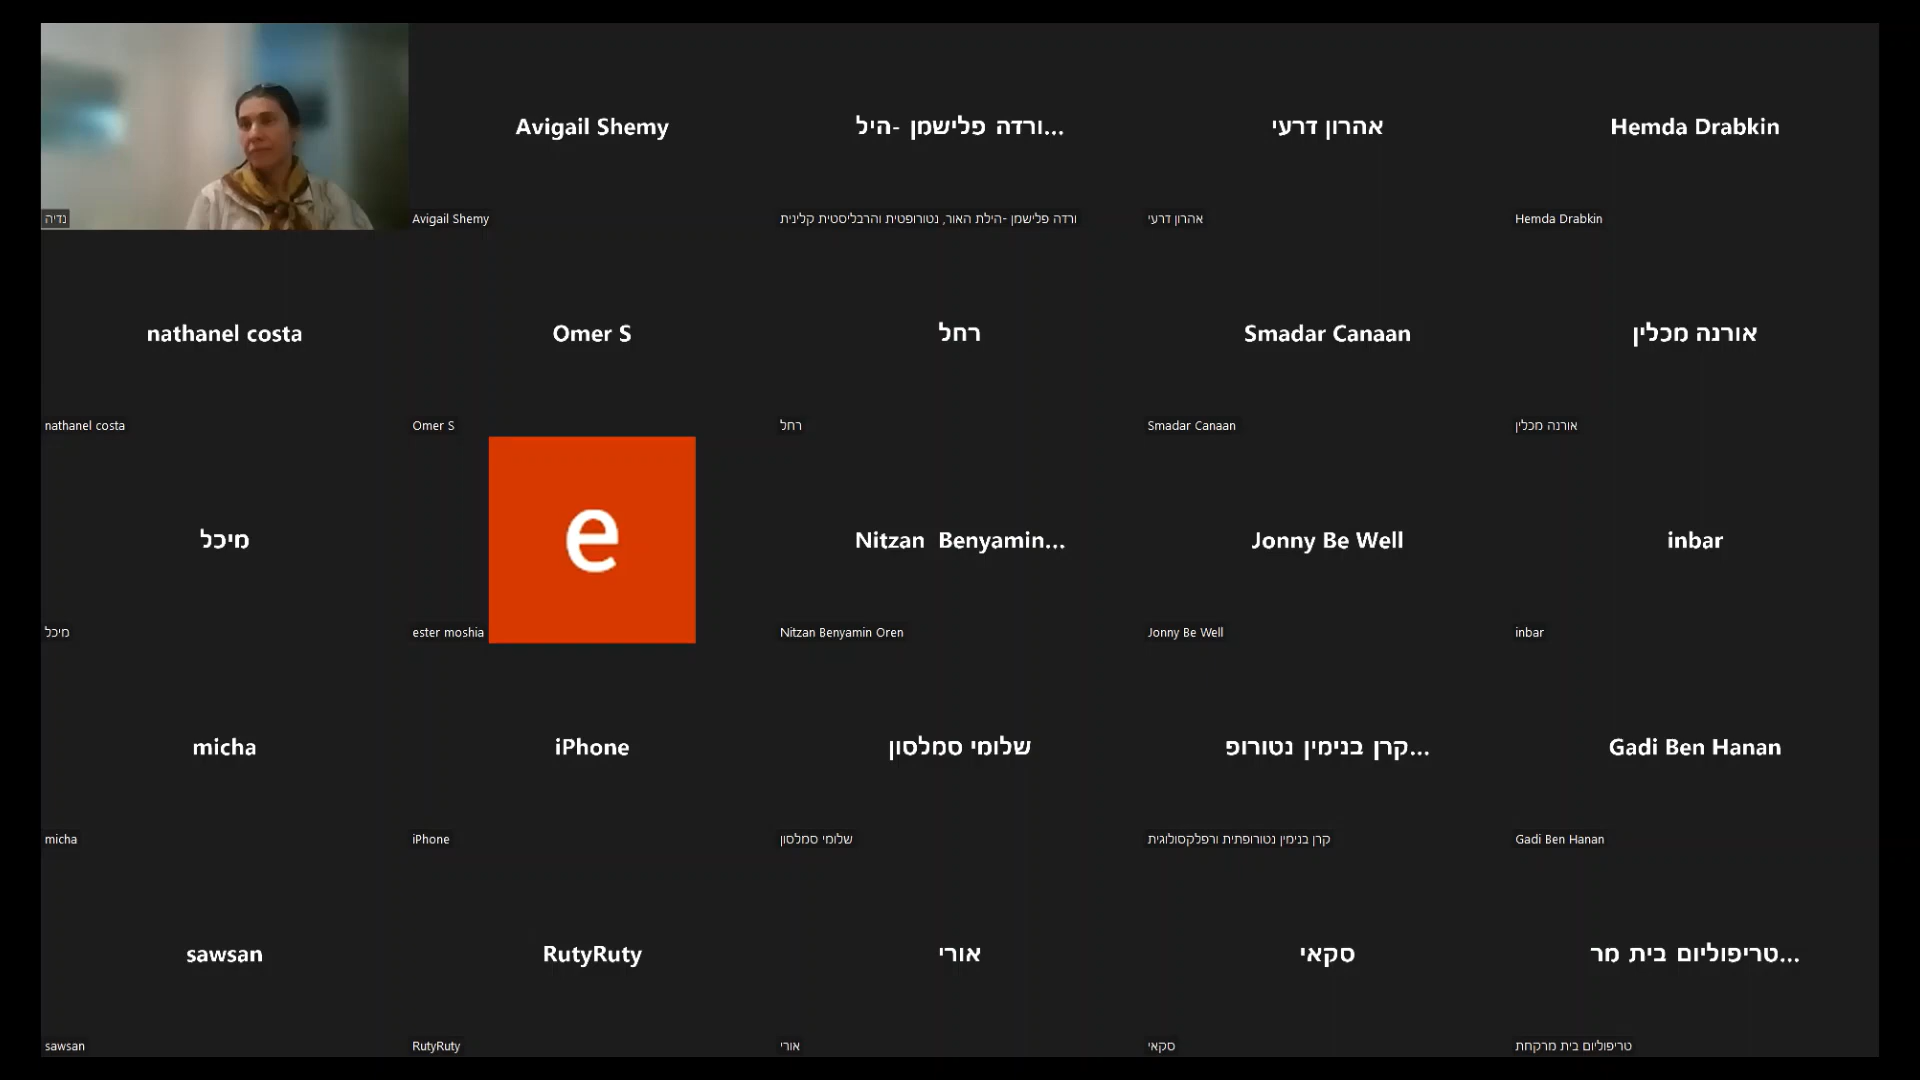 נדיה
Avigail Shemy
Avigail Shemy
ורדה פלישמן -היל...
ורדה פלישמן -הילת האור, נטורופטית והרבליסטית קלינית
אהרון דרעי
אהרון דרעי
Hemda Drabkin
Hemda Drabkin
nathanel costa
nathanel costa
Omer S
Omer S
רחל
רחל
Smadar Canaan
Smadar Canaan
אורנה מכלין
אורנה מכלין
מיכל
מיכל
e
ester moshia
Nitzan  Benyamin...
Nitzan Benyamin Oren
Jonny Be Well
Jonny Be Well
inbar
inbar
micha
micha
iPhone
iPhone
שלומי סמלסון
שלומי סמלסון
קרן בנימין נטורופ...
קרן בנימין נטורופתית ורפלקסולוגית
Gadi Ben Hanan
Gadi Ben Hanan
sawsan
sawsan
RutyRuty
RutyRuty
אורי
אורי
סקאי
סקאי
טריפוליום בית מר...
טריפוליום בית מרקחת